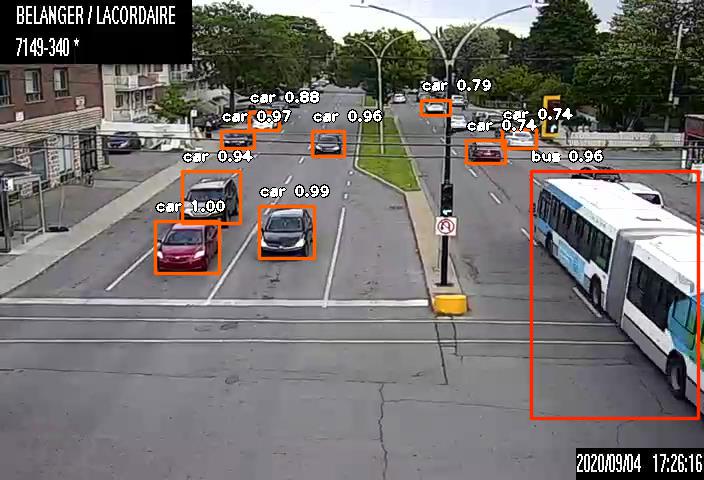 BELANGER / LACORDAIRE
7149-340 *
car 0.79
car 0.88
car 0.97
car 0.96
car 0.74
car 0.74
car 0.94
bus 0.96
car 0.99
car 1.00
2020/09/04 17:26:16